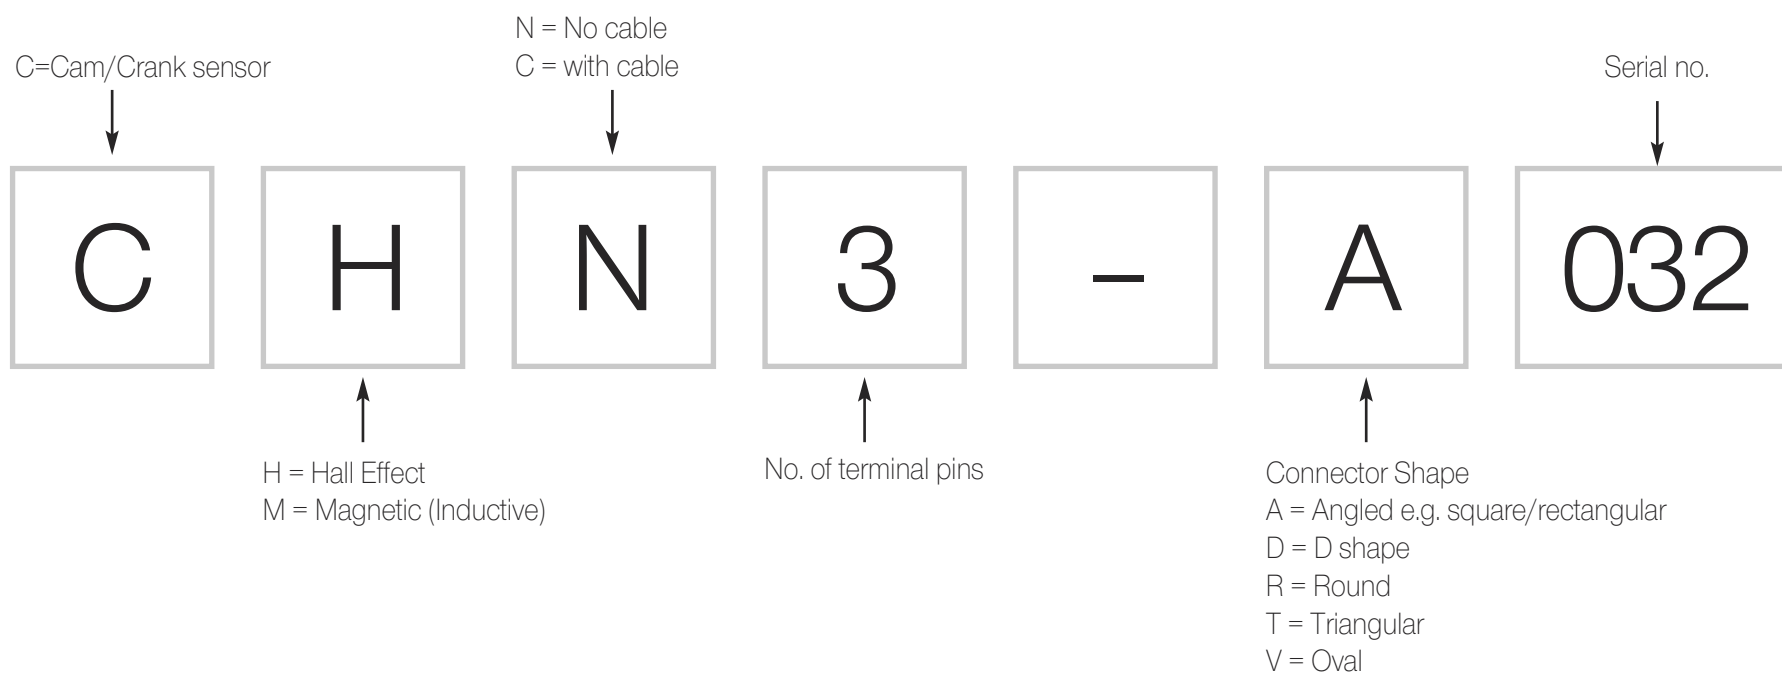 N = No cable
C=Cam/Crank sensor
C = with cable
Serial no.
C H N 3 – A 032
H = Hall Effect
M = Magnetic (Inductive)
No. of terminal pins
Connector Shape
A = Angled e.g. square/rectangular
D = D shape
R = Round
T = Triangular
V = Oval